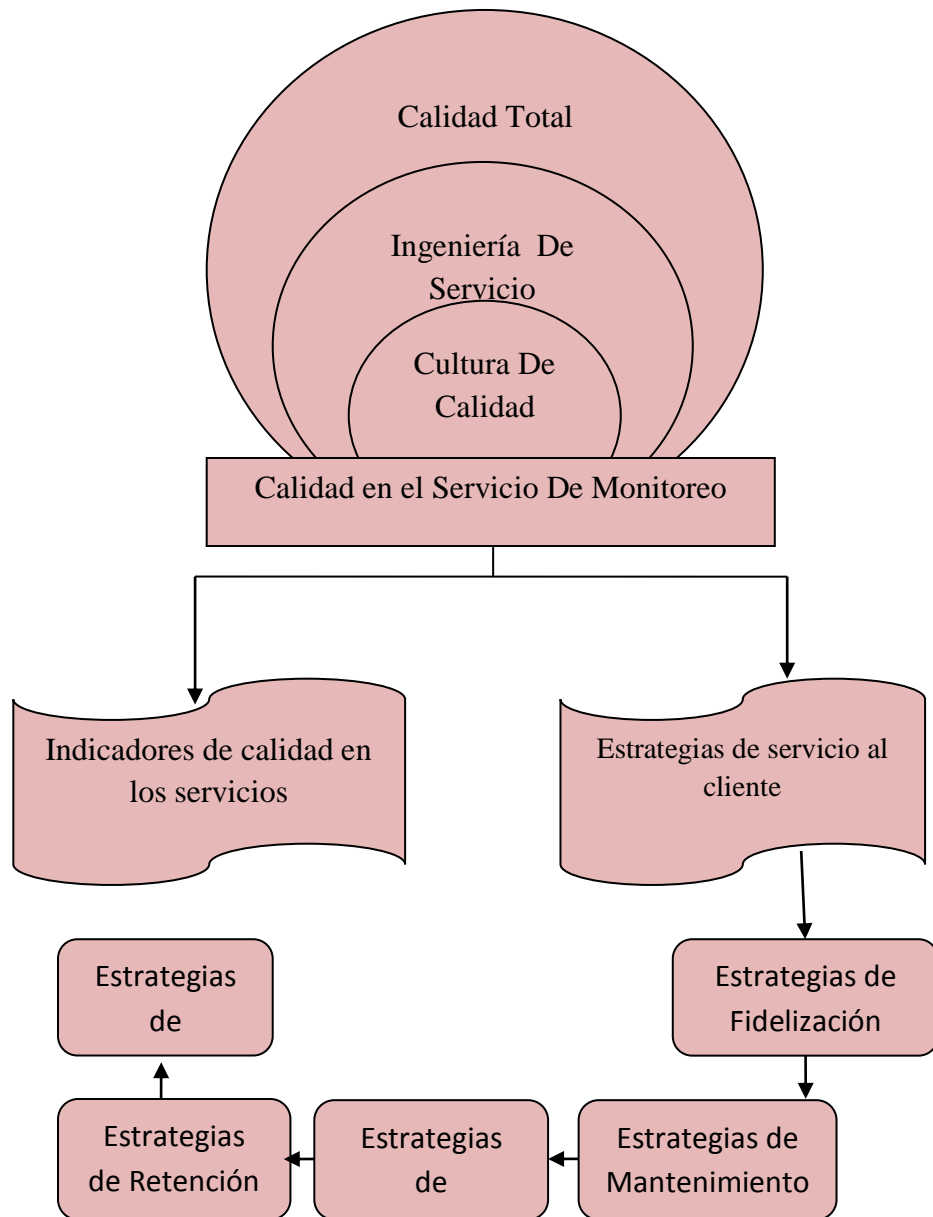 Calidad Total
Ingeniería De
Servicio
Cultura De
Calidad
Calidad en el Servicio De Monitoreo
Indicadores de calidad en
los servicios
Estrategias de servicio al
cliente
Estrategias
de
Estrategias de
Fidelización
Estrategias
de Retención
Estrategias
de
Estrategias de
Mantenimiento